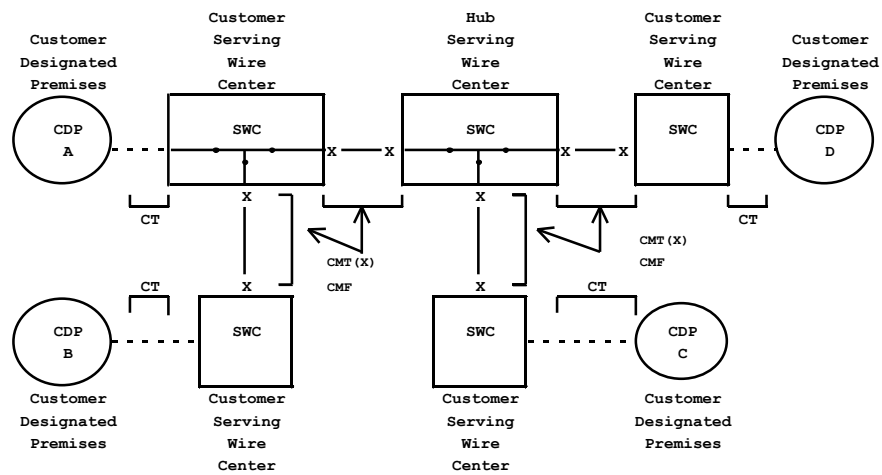 Customer
Designated
Premises
Customer
Serving
Wire
Center
Hub
Serving
Wire
Center
Customer
Serving
Wire
Center
Customer
Designated
Premises
CDP
A
SWC
X
X
SWC
X
X
SWC
CDP
D
CT
X
X
CT
CMT(X)
CMF
CMT(X)
CMF
CT
X
X
CT
CDP
B
SWC
SWC
CDP
C
Customer
Designated
Premises
Customer
Serving
Wire
Center
Customer
Serving
Wire
Center
Customer
Designated
Premises